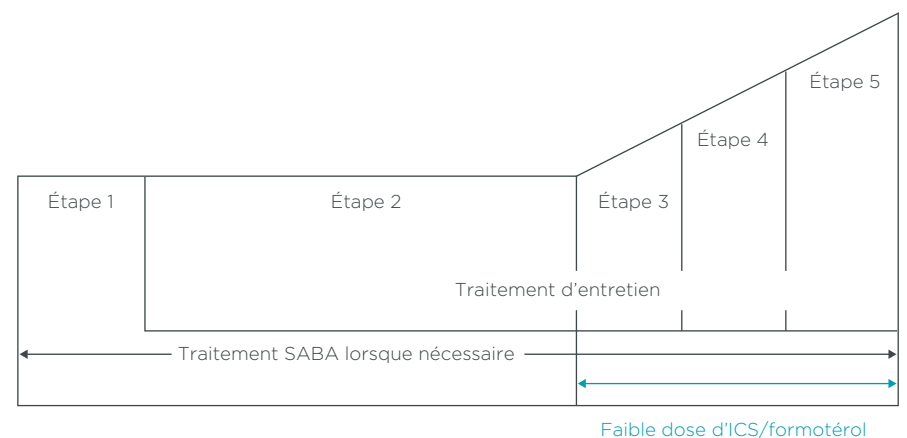 Étape 1
Étape 2
Étape 3
Étape 4
Étape 5
Traitement d'entretien
Traitement SABA lorsque nécessaire
Faible dose d'ICS/formotérol